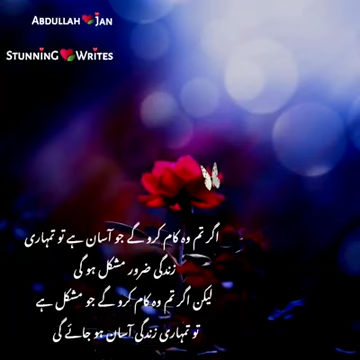 ABDULLAH JAN
STUNNING WRITES
اگر تم وہ کام کرو گے جو آسان ہے تو تمہاری
زندگی ضرور مشکل ہو گی
لیکن اگر تم وہ کام کرو گے جو مشکل ہے
تو تمہاری زندگی آسان ہو جائے گی